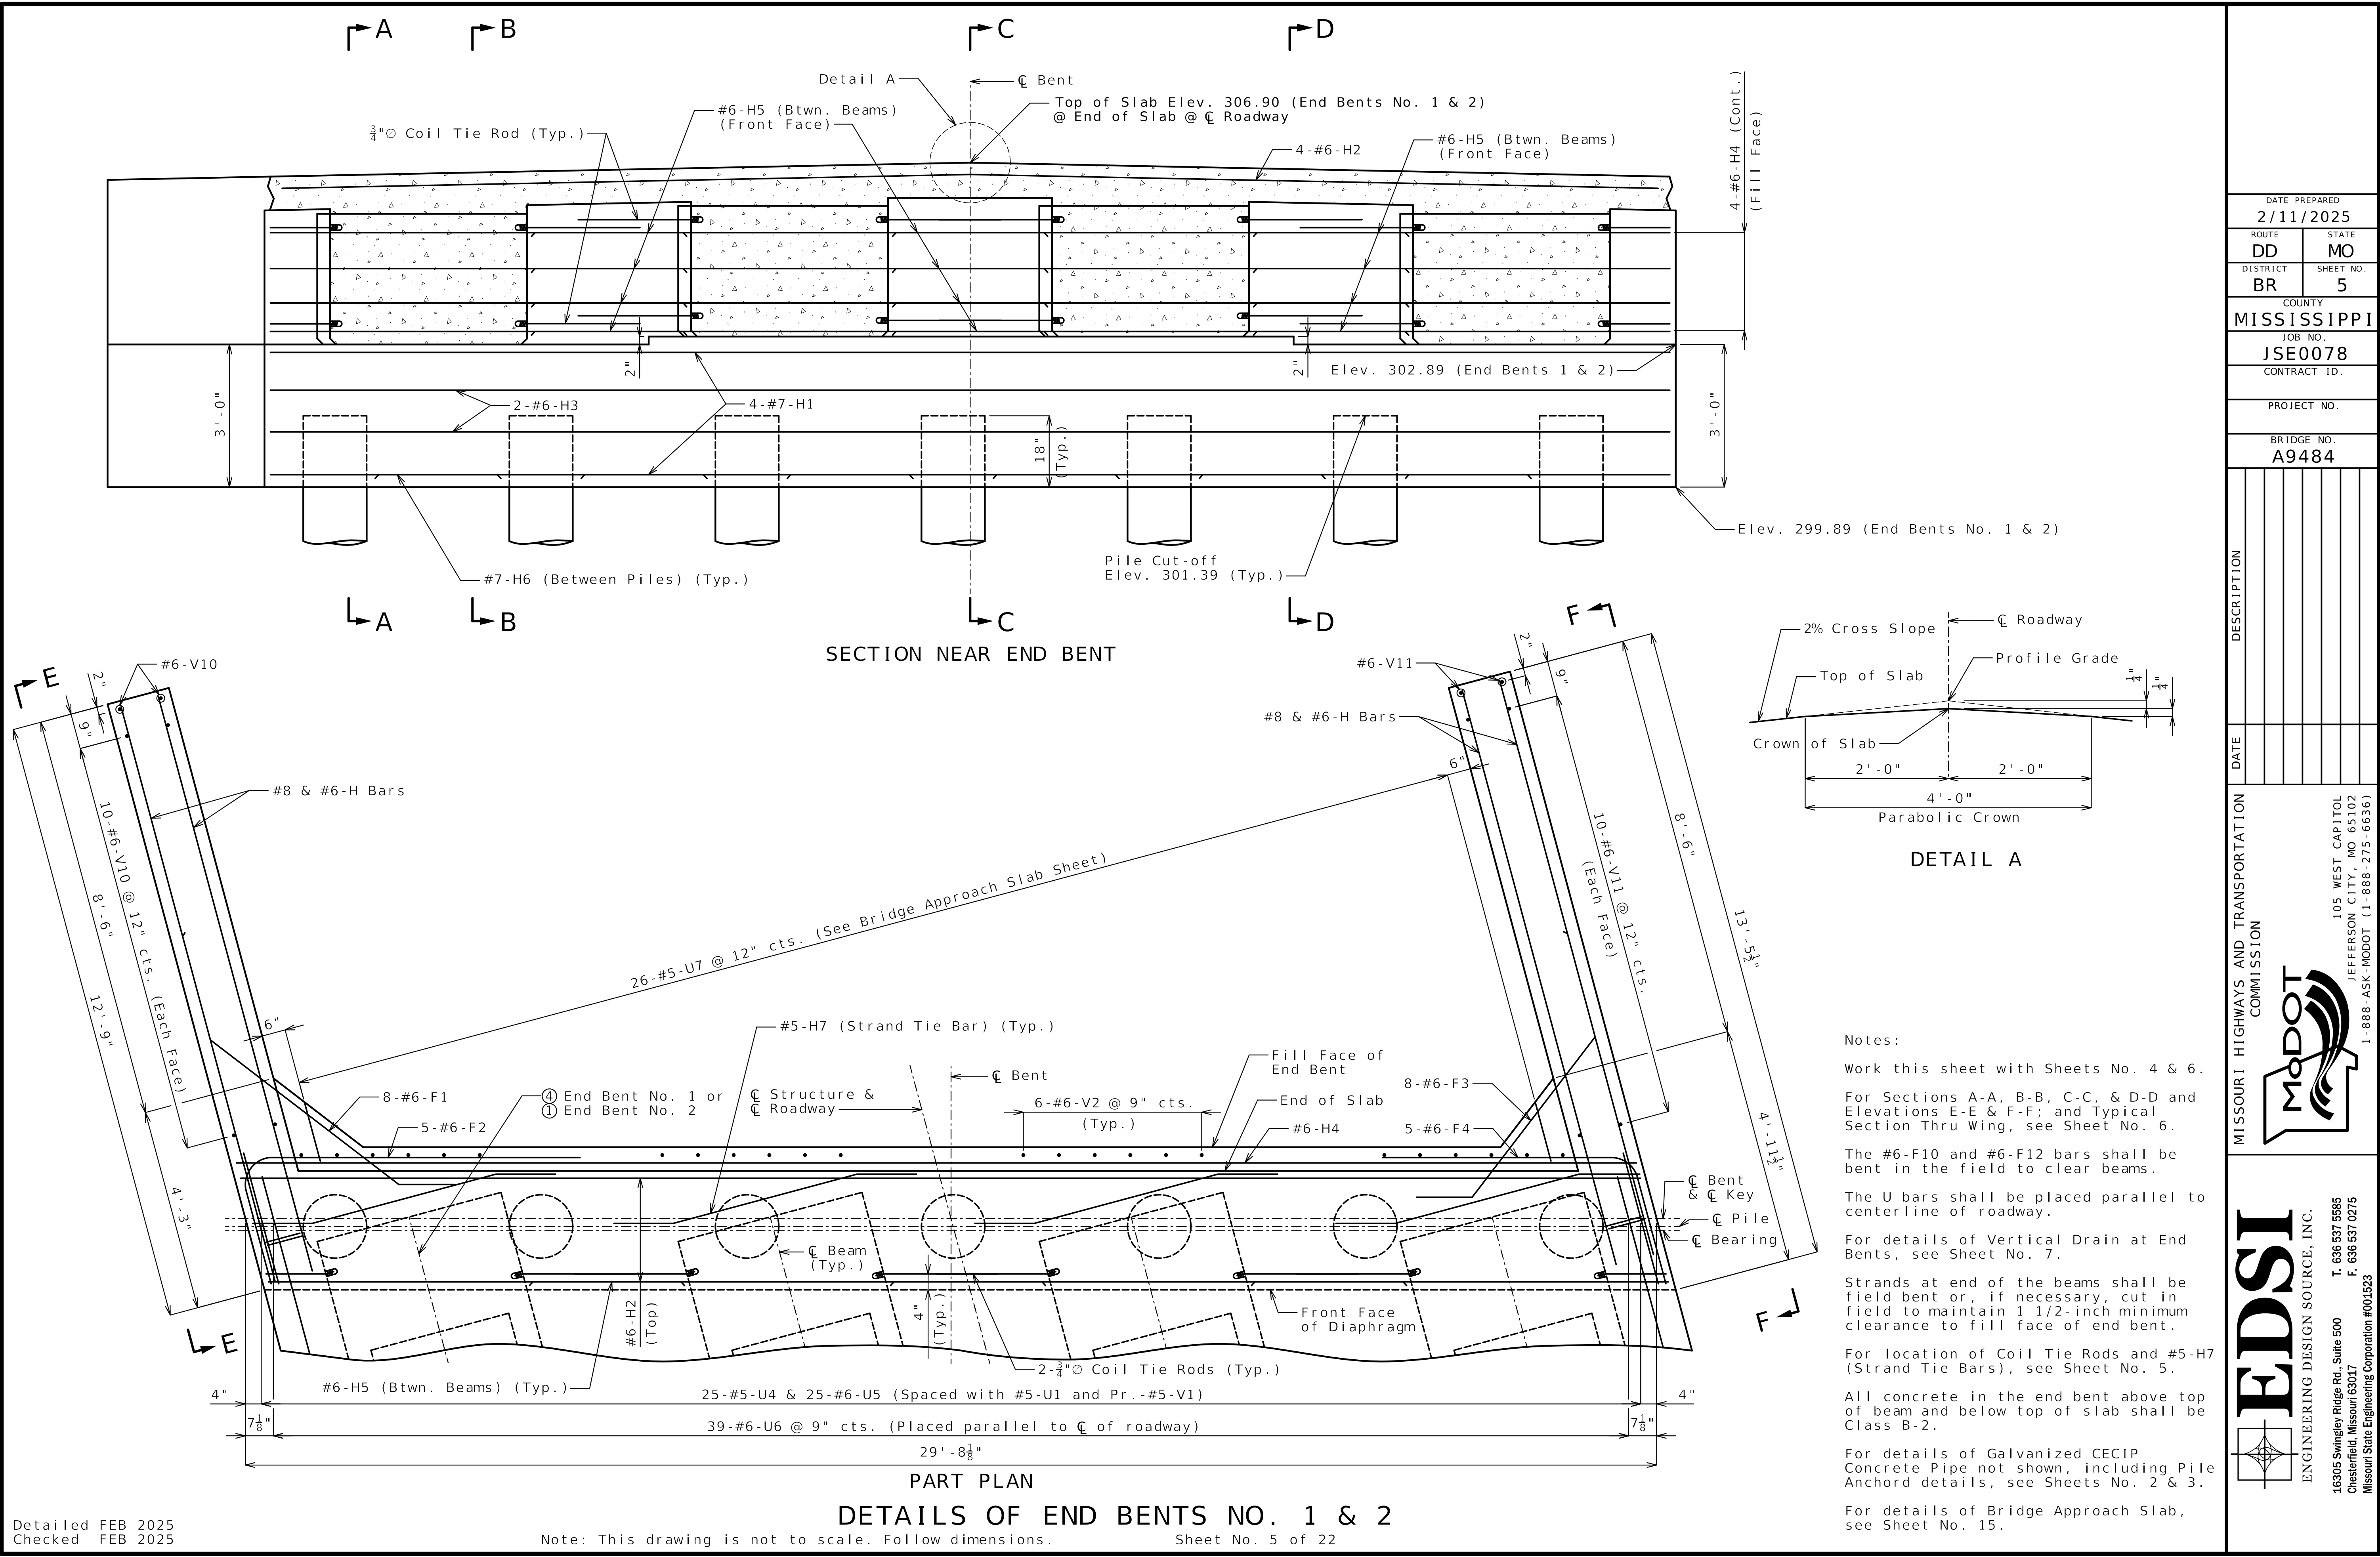 A
B
C
D
Detail A
℄ Bent
Top of Slab Elev. 306.90 (End Bents No. 1 & 2)
@ End of Slab @ ℄ Roadway
#6-H5 (Btwn. Beams)
(Front Face)
3/4"∅ Coil Tie Rod (Typ.)
4-#6-H2
#6-H5 (Btwn. Beams)
(Front Face)
4-#6-H4 (Cont.)
(Fill Face)
2"
2"
Elev. 302.89 (End Bents 1 & 2)
3'-0"
2-#6-H3
4-#7-H1
18"
(Typ.)
3'-0"
Elev. 299.89 (End Bents No. 1 & 2)
Pile Cut-off
Elev. 301.39 (Typ.)
#7-H6 (Between Piles) (Typ.)
A
B
C
D
SECTION NEAR END BENT
E
#6-V10
2"
9"
#8 & #6-H Bars
10-#6-V10 @ 12" cts. (Each Face)
8'-6"
12'-9"
4'-3"
6"
E
26-#5-U7 @ 12" cts. (See Bridge Approach Slab Sheet)
F
#6-V11
2"
9"
#8 & #6-H Bars
6"
10-#6-V11 @ 12" cts.
(Each Face)
8'-6"
13'-5 1/2"
4'-11 1/2"
F
8-#6-F1
5-#6-F2
4 End Bent No. 1 or
1 End Bent No. 2
#5-H7 (Strand Tie Bar) (Typ.)
℄ Structure &
℄ Roadway
℄ Bent
6-#6-V2 @ 9" cts.
(Typ.)
Fill Face of
End Bent
End of Slab
#6-H4
8-#6-F3
5-#6-F4
℄ Bent
& ℄ Key
℄ Pile
℄ Bearing
℄ Beam
(Typ.)
#6-H2
(Top)
4"
(Typ.)
Front Face
of Diaphragm
2-3/4"∅ Coil Tie Rods (Typ.)
#6-H5 (Btwn. Beams) (Typ.)
4"
25-#5-U4 & 25-#6-U5 (Spaced with #5-U1 and Pr.-#5-V1)
4"
7 1/8"
39-#6-U6 @ 9" cts. (Placed parallel to ℄ of roadway)
7 1/8"
29'-8 1/8"
PART PLAN
DETAILS OF END BENTS NO. 1 & 2
Detailed FEB 2025
Checked FEB 2025
Note: This drawing is not to scale. Follow dimensions.
Sheet No. 5 of 22
2% Cross Slope
℄ Roadway
Profile Grade
Top of Slab
1/4"
1/4"
Crown of Slab
2'-0"
2'-0"
4'-0"
Parabolic Crown
DETAIL A
Notes:
Work this sheet with Sheets No. 4 & 6.
For Sections A-A, B-B, C-C, & D-D and
Elevations E-E & F-F; and Typical
Section Thru Wing, see Sheet No. 6.
The #6-F10 and #6-F12 bars shall be
bent in the field to clear beams.
The U bars shall be placed parallel to
centerline of roadway.
For details of Vertical Drain at End
Bents, see Sheet No. 7.
Strands at end of the beams shall be
field bent or, if necessary, cut in
field to maintain 1 1/2-inch minimum
clearance to fill face of end bent.
For location of Coil Tie Rods and #5-H7
(Strand Tie Bars), see Sheet No. 5.
All concrete in the end bent above top
of beam and below top of slab shall be
Class B-2.
For details of Galvanized CECIP
Concrete Pipe not shown, including Pile
Anchord details, see Sheets No. 2 & 3.
For details of Bridge Approach Slab,
see Sheet No. 15.
DATE PREPARED
2/11/2025
ROUTE
DD
STATE
MO
DISTRICT
BR
SHEET NO.
5
COUNTY
MISSISSIPPI
JOB NO.
JSE0078
CONTRACT ID.
PROJECT NO.
BRIDGE NO.
A9484
DESCRIPTION
DATE
MISSOURI HIGHWAYS AND TRANSPORTATION
COMMISSION
MODOT
105 WEST CAPITOL
JEFFERSON CITY, MO 65102
1-888-ASK-MODOT (1-888-275-6636)
EDSI
ENGINEERING DESIGN SOURCE, INC.
16305 Swingley Ridge Rd., Suite 500 T. 636 537 5585
Chesterfield, Missouri 63017 F. 636 537 0275
Missouri State Engineering Corporation #001523